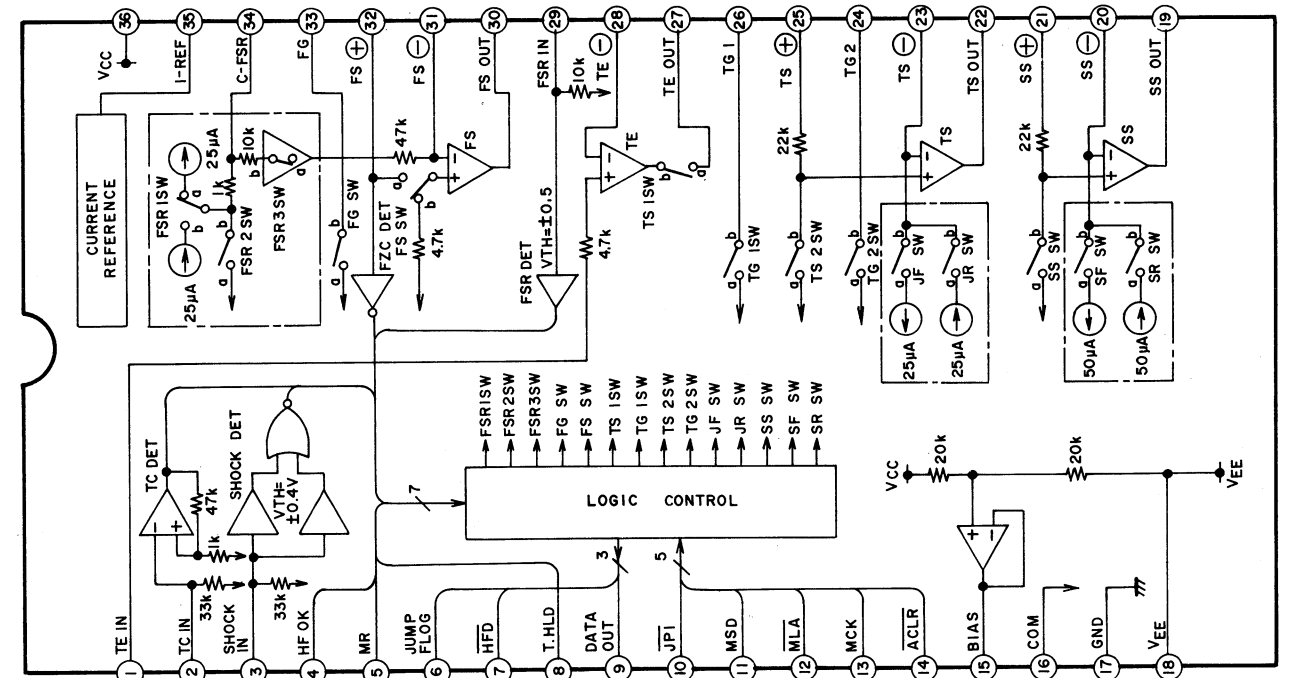 36
35
34
33
32
31
30
29
28
27
26
25
24
23
22
21
20
19
VCC
I-REF
C-FSR
FG
FS +
FS −
FS OUT
FSR IN
TE −
TE OUT
TG 1
TS +
TG 2
TS −
TS OUT
SS +
SS −
SS OUT
CURRENT
REFERENCE
FSR1SW
25μA
a
b
25μA
1k
10k
b
a
FSR3SW
b
FSR 2 SW
a
b
FG SW
a
47k
−
+
FS
a
b
FZC DET
FS SW
4.7k
10k
FSR DET
VTH=±0.5
−
+
TE
b
a
TS 1SW
47k
b
TG 1SW
a
22k
b
TS 2 SW
a
b
TG 2 SW
a
−
+
TS
b
JF SW
a
b
JR SW
a
25μA
25μA
22k
b
SS SW
a
−
+
SS
b
SF SW
a
b
SR SW
a
50μA
50μA
TC DET
−
+
47k
1k
33k
SHOCK DET
VTH=
±0.4V
33k
7
FSR1SW
FSR2SW
FSR3SW
FG SW
FS SW
TS 1SW
TG 1SW
TS 2SW
TG 2SW
JF SW
JR SW
SS SW
SF SW
SR SW
LOGIC CONTROL
3
5
VCC
20k
20k
VEE
+
−
TE IN
TC IN
SHOCK
IN
HF OK
MR
JUMP
FLOG
HFD
T.HLD
DATA
OUT
JPi
MSD
MLA
MCK
ACLR
BIAS
COM
GND
VEE
1
2
3
4
5
6
7
8
9
10
11
12
13
14
15
16
17
18